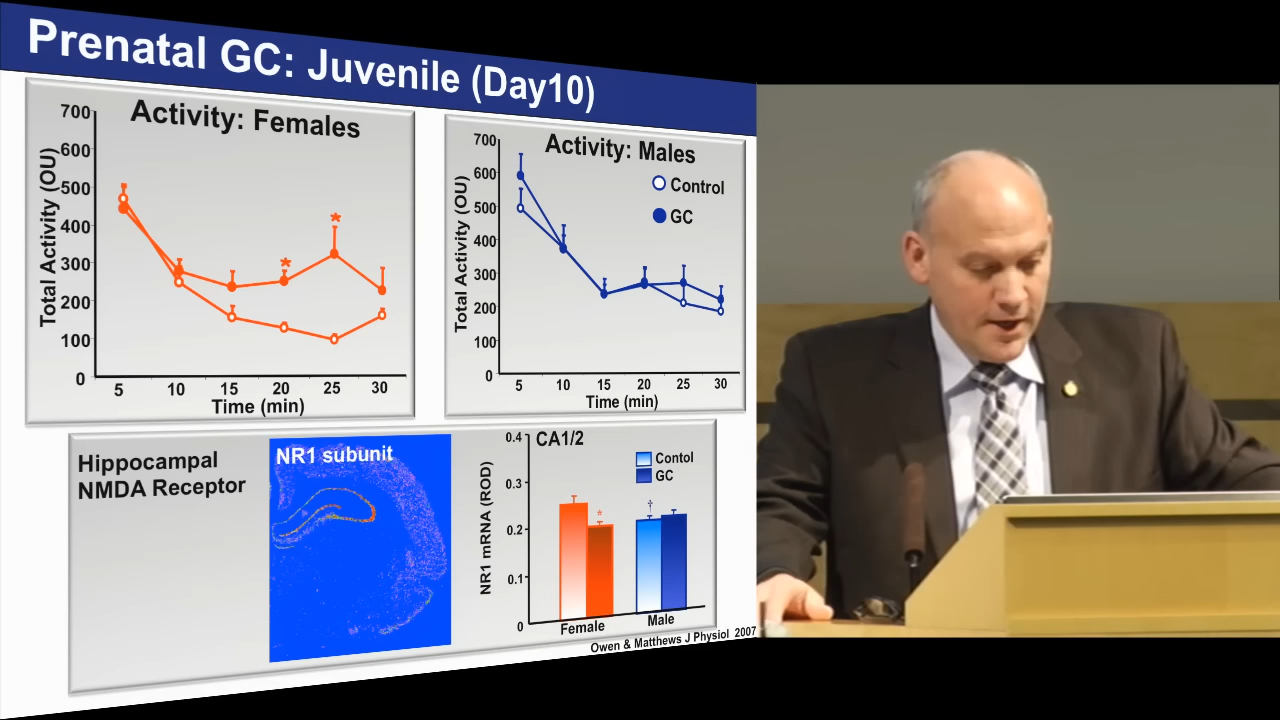 Prenatal GC: Juvenile (Day10)
Activity: Females
Total Activity (OU)
700
600
500
400
300
200
100
0
*
*
5 10 15 20 25 30
Time (min)
Activity: Males
Control
GC
Total Activity (OU)
700
600
500
400
300
200
100
0
5 10 15 20 25 30
Time (min)
Hippocampal
NMDA Receptor
NR1 subunit
CA1/2
Contol
GC
NR1 mRNA (ROD)
0.4
0.3
0.2
0.1
0
*
†
Female Male
Owen & Matthews J Physiol 2007